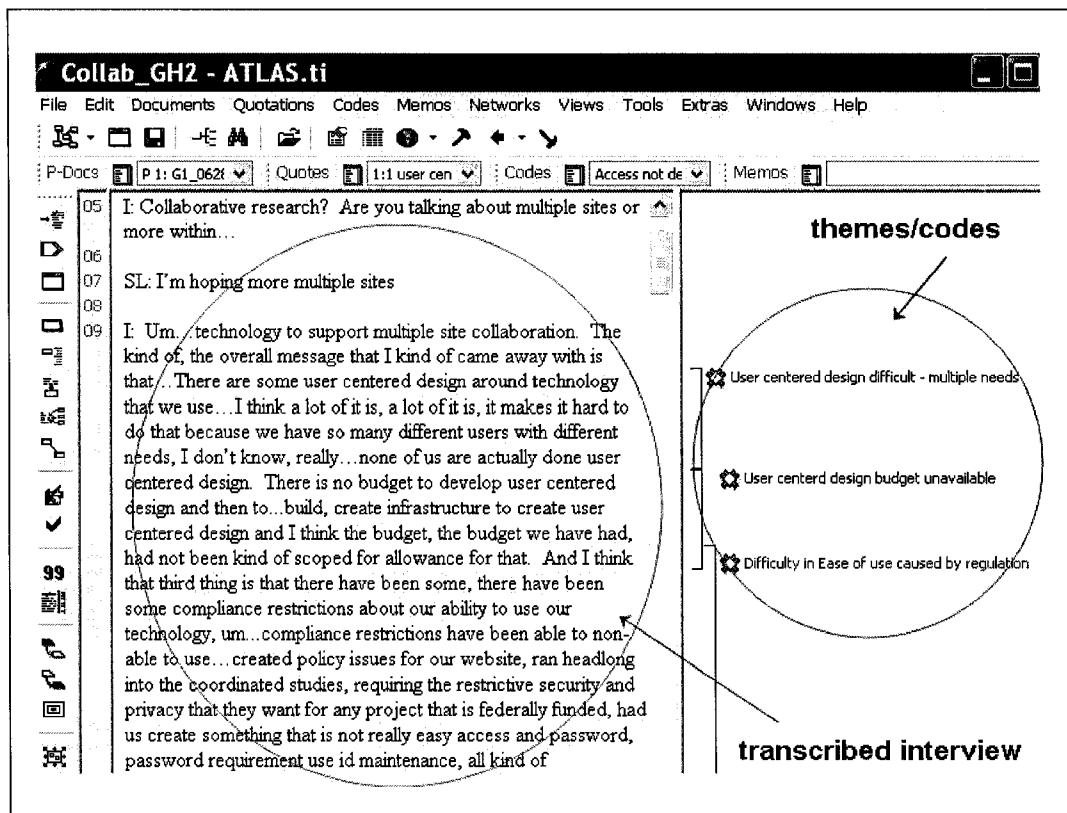 Collab_GH2 - ATLAS.ti
File Edit Documents Quotations Codes Memos Networks Views Tools Extras Windows Help
P-Docs P 1: G1_0628 Quotes 1:1 user cen Codes Access not de Memos
05 I: Collaborative research? Are you talking about multiple sites or
more within…
06
07 SL: I'm hoping more multiple sites
08
09 I: Um…technology to support multiple site collaboration. The
kind of, the overall message that I kind of came away with is
that…There are some user centered design around technology
that we use…I think a lot of it is, a lot of it is, it makes it hard to
do that because we have so many different users with different
needs, I don't know, really…none of us are actually done user
centered design. There is no budget to develop user centered
design and then to…build, create infrastructure to create user
centered design and I think the budget, the budget we have had,
had not been kind of scoped for allowance for that. And I think
that third thing is that there have been some, there have been
some compliance restrictions about our ability to use our
technology, um…compliance restrictions have been able to non-
able to use…created policy issues for our website, ran headlong
into the coordinated studies, requiring the restrictive security and
privacy that they want for any project that is federally funded, had
us create something that is not really easy access and password,
password requirement use id maintenance, all kind of
themes/codes
User centered design difficult - multiple needs
User centerd design budget unavailable
Difficulty in Ease of use caused by regulation
transcribed interview
99